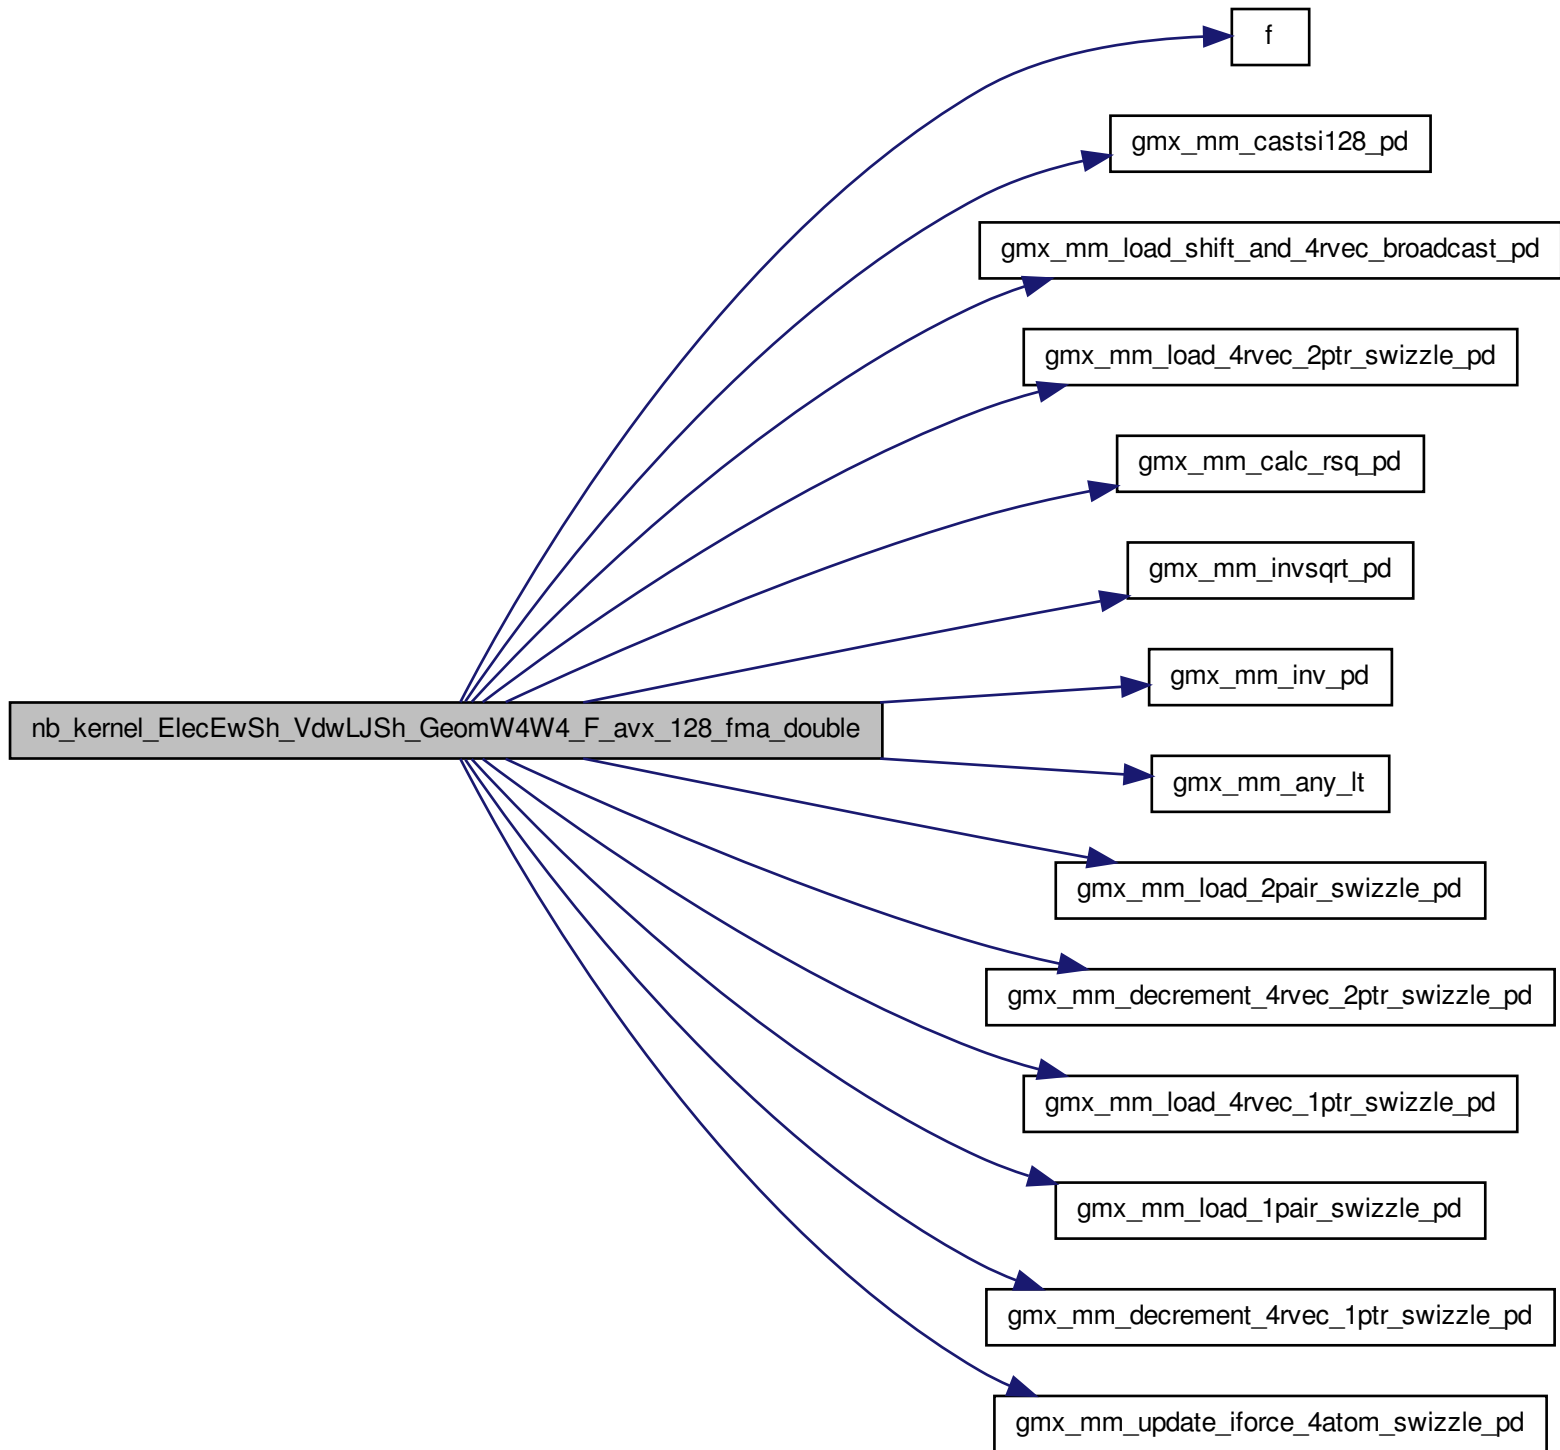 f
gmx_mm_castsi128_pd
gmx_mm_load_shift_and_4rvec_broadcast_pd
gmx_mm_load_4rvec_2ptr_swizzle_pd
gmx_mm_calc_rsq_pd
gmx_mm_invsqrt_pd
gmx_mm_inv_pd
nb_kernel_ElecEwSh_VdwLJSh_GeomW4W4_F_avx_128_fma_double
gmx_mm_any_lt
gmx_mm_load_2pair_swizzle_pd
gmx_mm_decrement_4rvec_2ptr_swizzle_pd
gmx_mm_load_4rvec_1ptr_swizzle_pd
gmx_mm_load_1pair_swizzle_pd
gmx_mm_decrement_4rvec_1ptr_swizzle_pd
gmx_mm_update_iforce_4atom_swizzle_pd